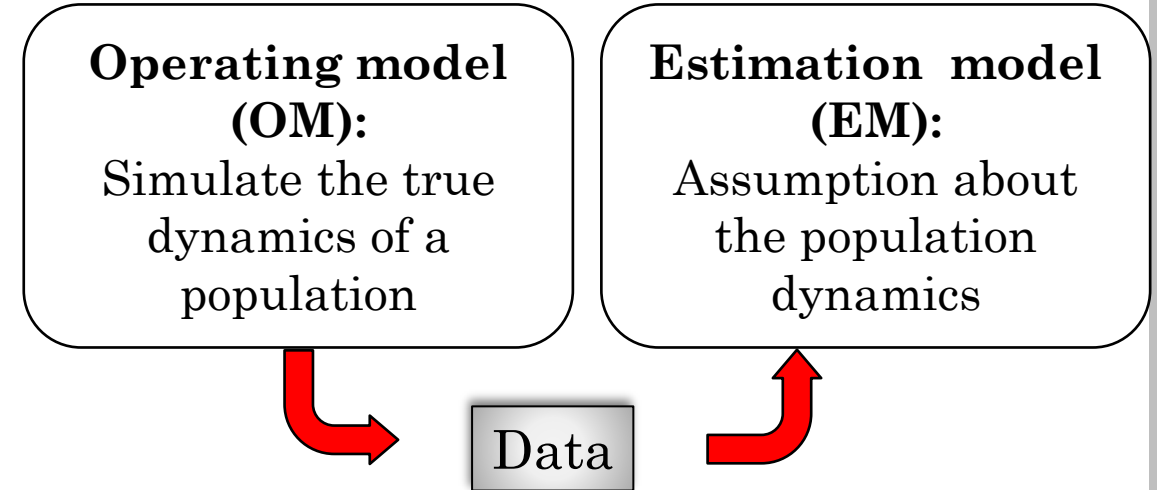 Operating model
(OM):
Simulate the true
dynamics of a
population
Estimation model
(EM):
Assumption about
the population
dynamics
Data